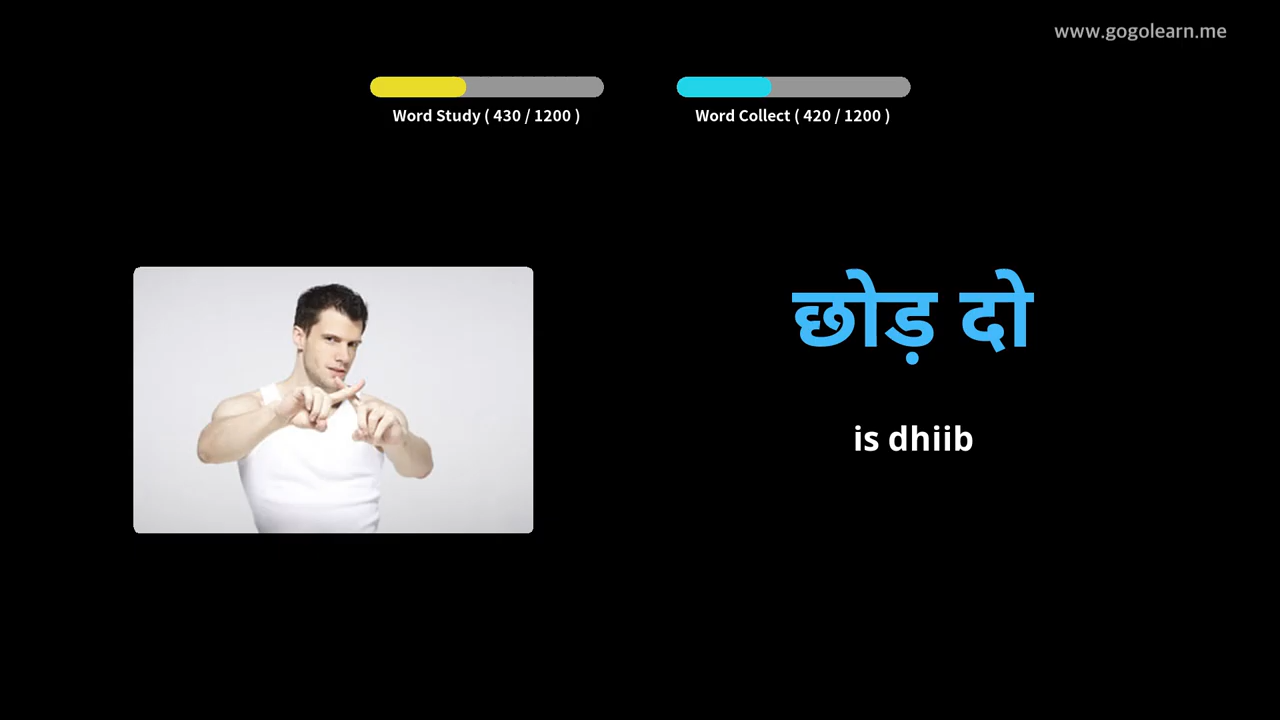 www.gogolearn.me
Word Study ( 430 / 1200 )
Word Collect ( 420 / 1200 )
छोड़ दो
is dhiib